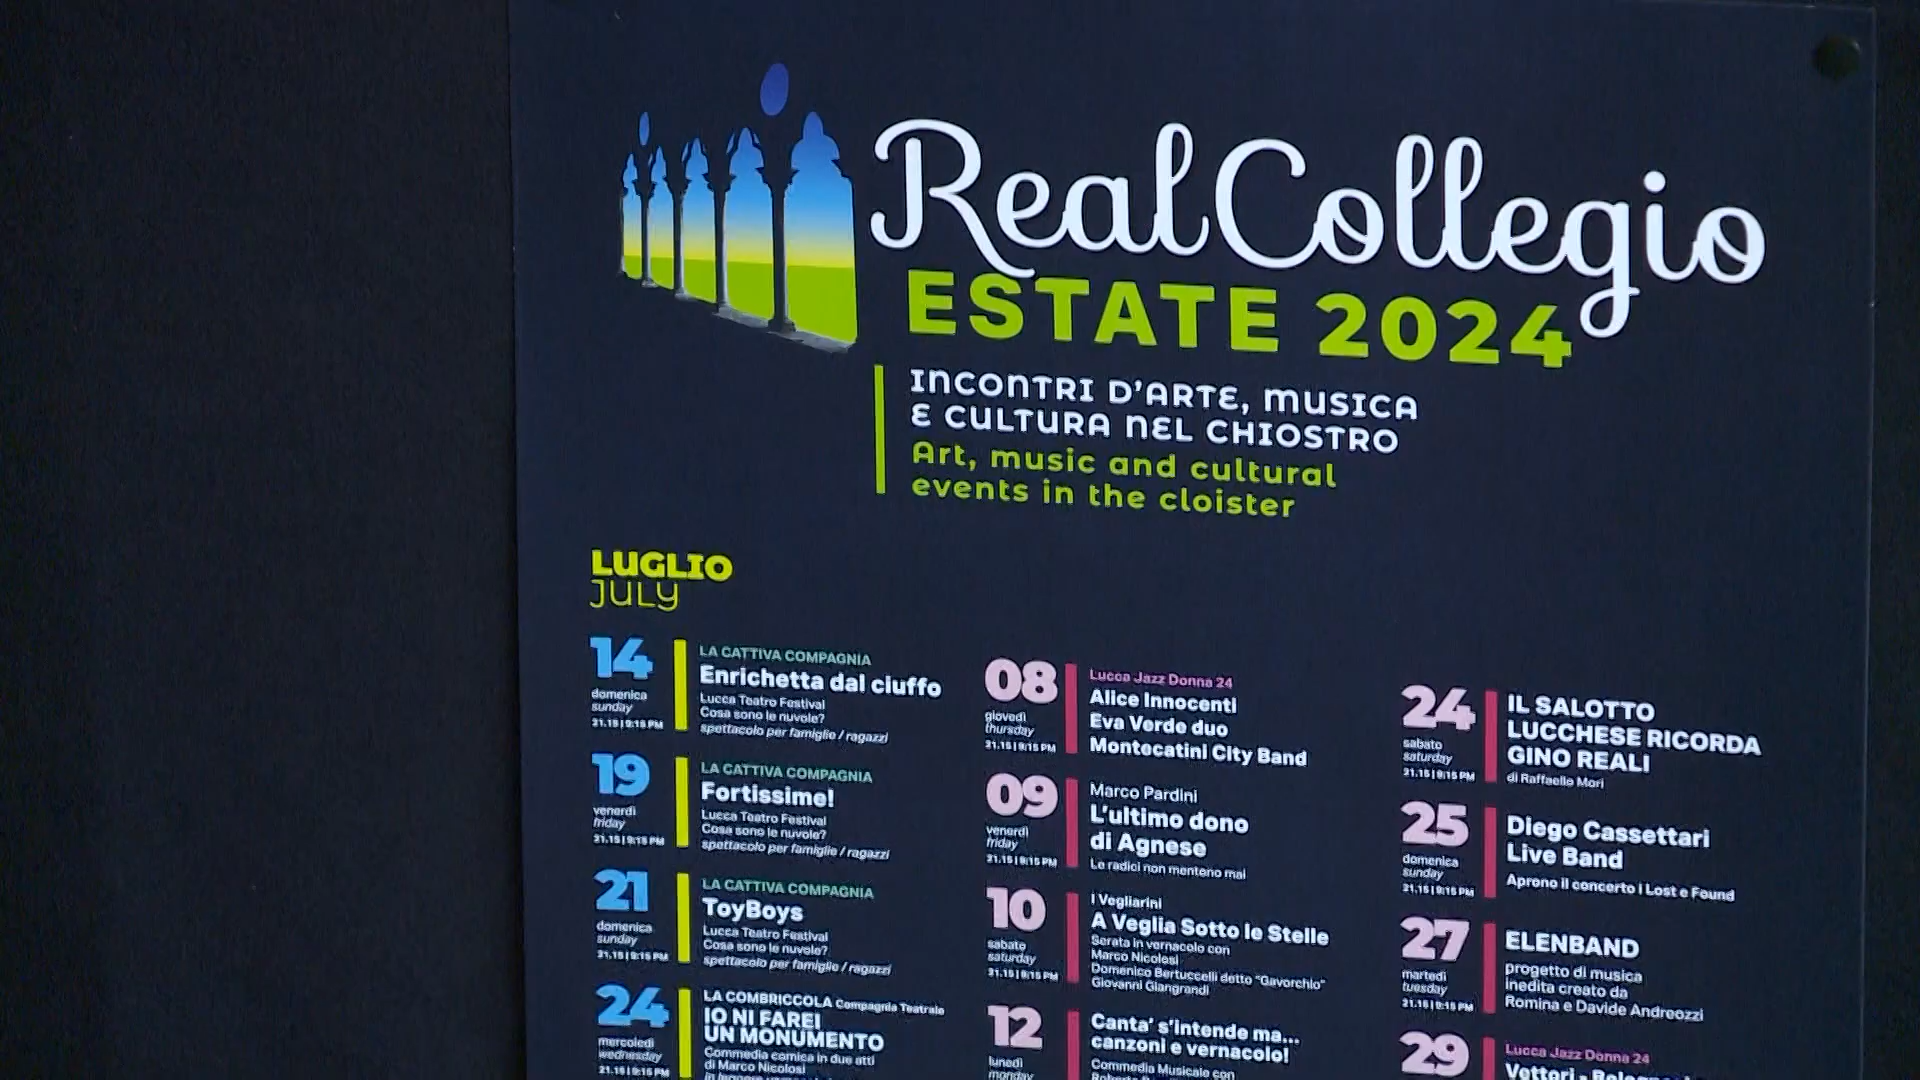 RealCollegio
ESTATE 2024
INCONTRI D'ARTE, MUSICA
E CULTURA NEL CHIOSTRO
Art, music and cultural
events in the cloister
LUGLIO
JULY
14
domenica
sunday
21.15 | 9:15 PM
LA CATTIVA COMPAGNIA
Enrichetta dal ciuffo
Lucca Teatro Festival
Cosa sono le nuvole?
spettacolo per famiglie / ragazzi
19
venerdì
friday
21.15 | 9:15 PM
LA CATTIVA COMPAGNIA
Fortissime!
Lucca Teatro Festival
Cosa sono le nuvole?
spettacolo per famiglie / ragazzi
21
domenica
sunday
21.15 | 9:15 PM
LA CATTIVA COMPAGNIA
ToyBoys
Lucca Teatro Festival
Cosa sono le nuvole?
spettacolo per famiglie / ragazzi
24
mercoledì
wednesday
21.15 | 9:15 PM
LA COMBRICCOLA Compagnia Teatrale
IO NI FAREI
UN MONUMENTO
Commedia comica in due atti
di Marco Nicolosi
08
giovedì
thursday
21.15 | 9:15 PM
Lucca Jazz Donna 24
Alice Innocenti
Eva Verde duo
Montecatini City Band
09
venerdì
friday
21.15 | 9:15 PM
Marco Pardini
L'ultimo dono
di Agnese
Le radici non mentono mai
10
sabato
saturday
21.15 | 9:15 PM
I Vegliarini
A Veglia Sotto le Stelle
Serata in vernacolo con
Marco Nicolosi
Domenico Bertuccelli detto "Gavorchio"
Giovanni Giangrandi
12
lunedì
monday
Canta' s'intende ma...
canzoni e vernacolo!
Commedia Musicale con
24
sabato
saturday
21.15 | 9:15 PM
IL SALOTTO
LUCCHESE RICORDA
GINO REALI
di Raffaello Mori
25
domenica
sunday
21.15 | 9:15 PM
Diego Cassettari
Live Band
Aprono il concerto i Lost e Found
27
martedì
tuesday
21.15 | 9:15 PM
ELENBAND
progetto di musica
inedita creato da
Romina e Davide Andreozzi
29
Lucca Jazz Donna 24
Vettori -